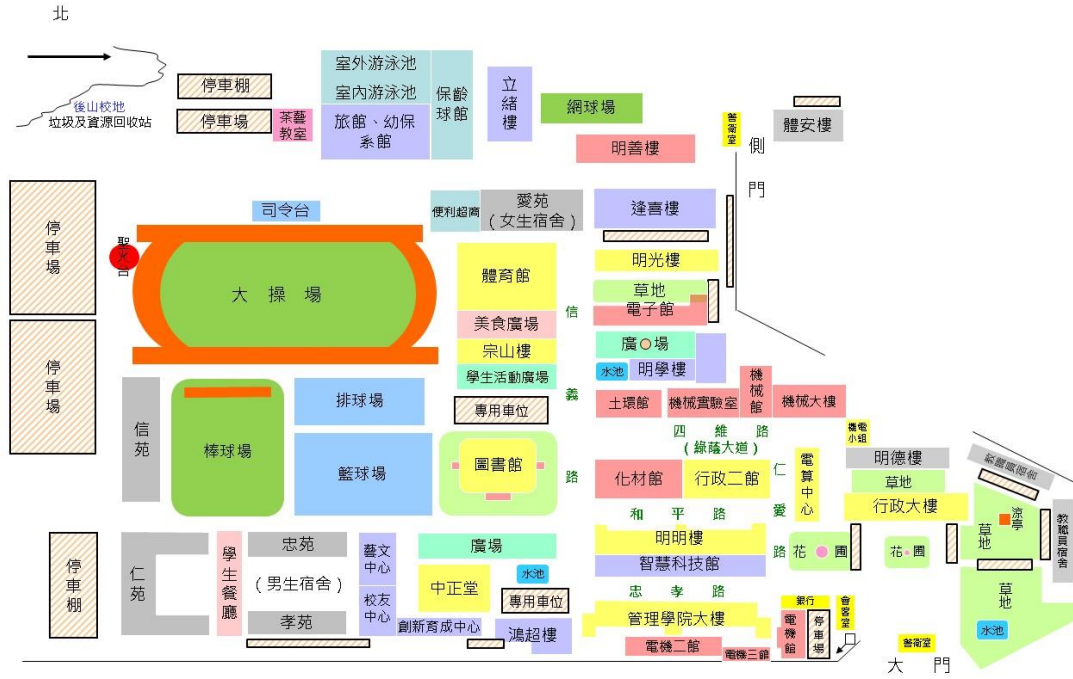 北
後山校地
垃圾及資源回收站
停車棚
停車場
茶藝
教室
室外游泳池
室內游泳池
旅館、幼保
系館
保齡
球館
立緒樓
網球場
明善樓
警衛室
側門
體安樓
停車場
聖火台
司令台
大操場
便利超商
愛苑
(女生宿舍)
逢喜樓
明光樓
草地
電子館
體育館
美食廣場
宗山樓
學生活動廣場
專用車位
信義路
廣場
水池
明學樓
土環館
機械實驗室
機械館
機械大樓
停車場
信苑
棒球場
排球場
籃球場
圖書館
四維路
(綠蔭大道)
化材館
行政二館
仁愛路
電算中心
機電
小組
明德樓
草地
行政大樓
教職員宿舍
涼亭
草地
教職員宿舍
和平路
明明樓
智慧科技館
忠孝路
花圃
花圃
草地
水池
停車棚
仁苑
學生餐廳
忠苑
(男生宿舍)
孝苑
藝文
中心
校友
中心
廣場
中正堂
水池
專用車位
創新育成中心
鴻超樓
管理學院大樓
電機二館
電機三館
銀行
電機館
停車場
會客室
警衛室
大門